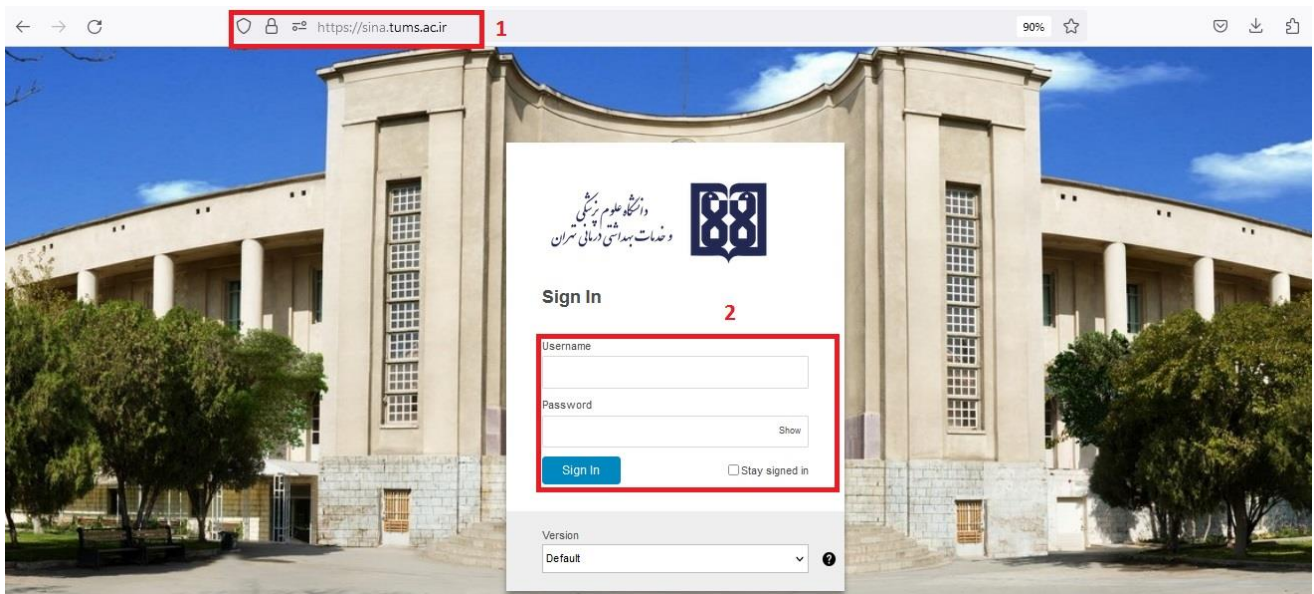 https://sina.tums.ac.ir
1
90%
دانشگاه علوم پزشکی
و خدمات بهداشتی درمانی تهران
Sign In
2
Username
Password
Show
Sign In
Stay signed in
Version
Default
?